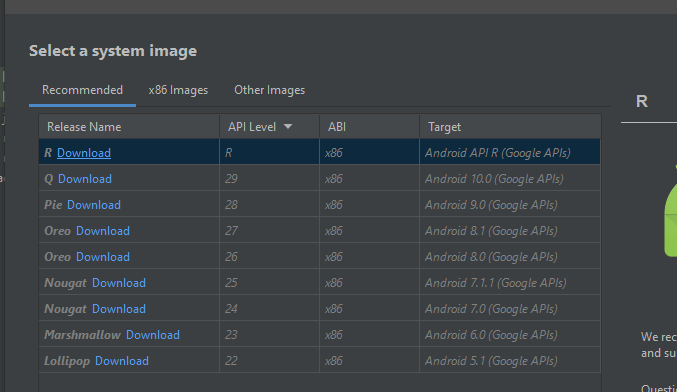 Select a system image
Recommended x86 Images Other Images
R
Release Name API Level ABI Target
R Download R x86 Android API R (Google APIs)
Q Download 29 x86 Android 10.0 (Google APIs)
Pie Download 28 x86 Android 9.0 (Google APIs)
Oreo Download 27 x86 Android 8.1 (Google APIs)
Oreo Download 26 x86 Android 8.0 (Google APIs)
Nougat Download 25 x86 Android 7.1.1 (Google APIs)
Nougat Download 24 x86 Android 7.0 (Google APIs)
Marshmallow Download 23 x86 Android 6.0 (Google APIs)
Lollipop Download 22 x86 Android 5.1 (Google APIs)
We rec
and su
Questi